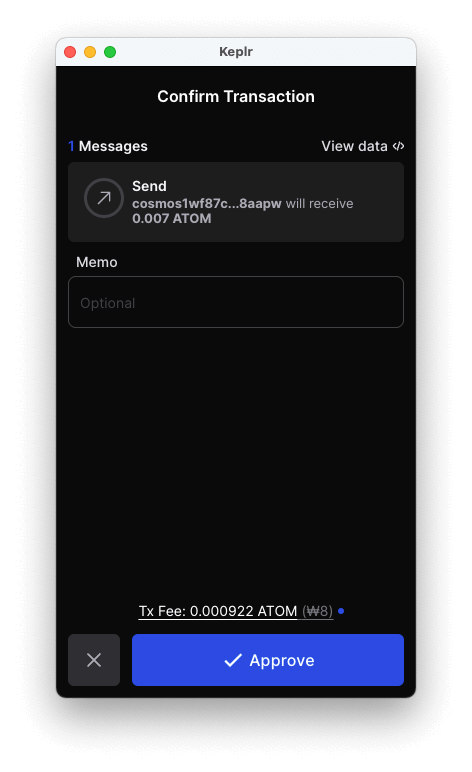 Keplr
Confirm Transaction
1 Messages
View data </>
Send
cosmos1wf87c...8aapw will receive
0.007 ATOM
Memo
Optional
Tx Fee: 0.000922 ATOM (₩8)
Approve